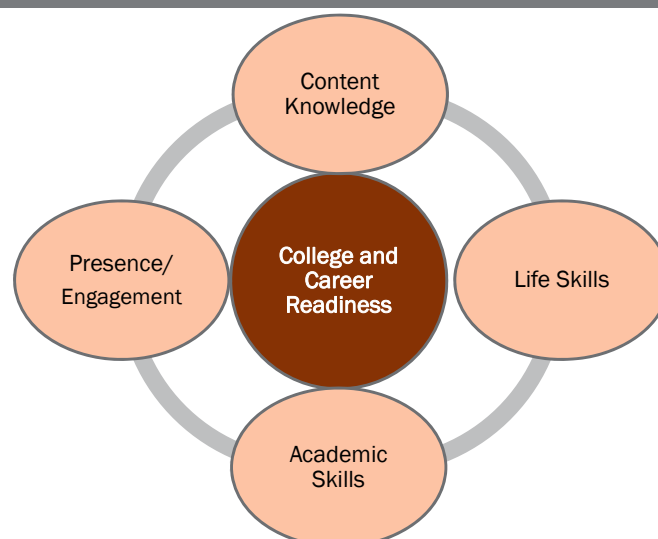 Content
Knowledge
Presence/
Engagement
College and
Career
Readiness
Life Skills
Academic
Skills